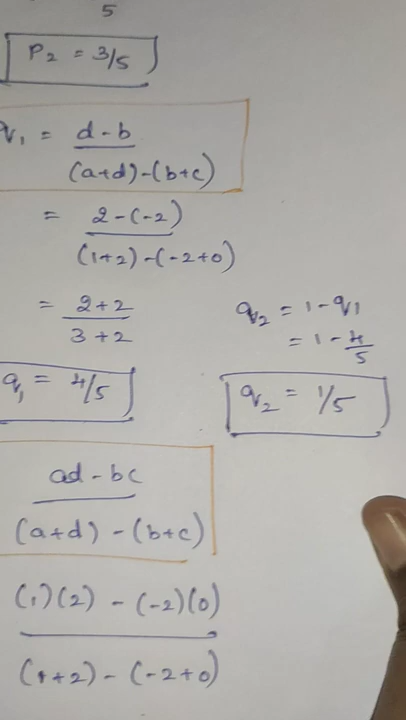 5
P2 = 3/5
q1 = d-b
(a+d)-(b+c)
= 2-(-2)
(1+2)-(-2+0)
= 2+2
3+2
q1 = 4/5
q2 = 1-q1
= 1-4/5
q2 = 1/5
ad-bc
(a+d)-(b+c)
(1)(2) - (-2)(0)
(1+2)-(-2+0)